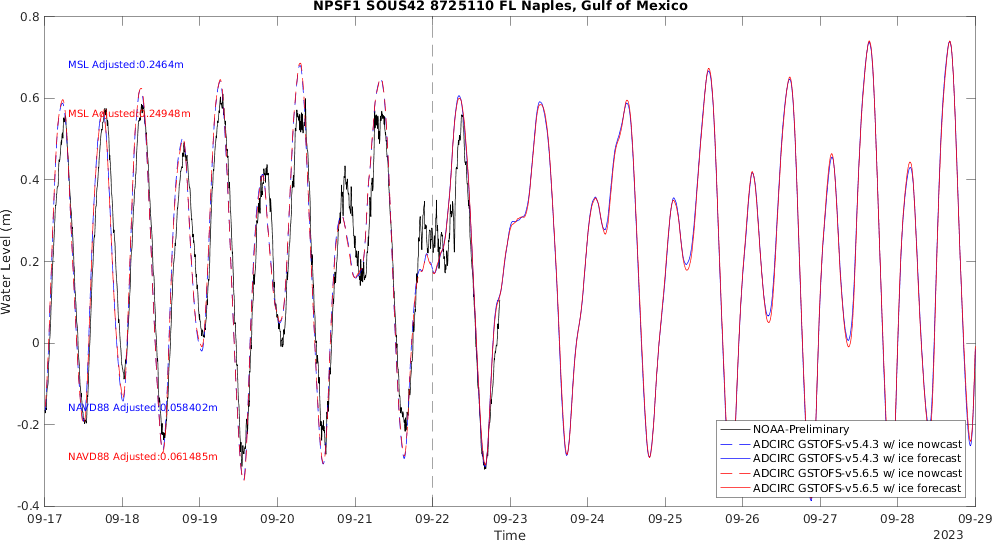 NPSF1 SOUS42 8725110 FL Naples, Gulf of Mexico
0.8
0.6
0.4
0.2
0
-0.2
-0.4
Water Level (m)
MSL Adjusted:0.2464m
MSL Adjusted:0.24948m
NAVD88 Adjusted:0.058402m
NAVD88 Adjusted:0.061485m
NOAA-Preliminary
ADCIRC GSTOFS-v5.4.3 w/ ice nowcast
ADCIRC GSTOFS-v5.4.3 w/ ice forecast
ADCIRC GSTOFS-v5.6.5 w/ ice nowcast
ADCIRC GSTOFS-v5.6.5 w/ ice forecast
09-17 09-18 09-19 09-20 09-21 09-22 09-23 09-24 09-25 09-26 09-27 09-28 09-29
Time
2023